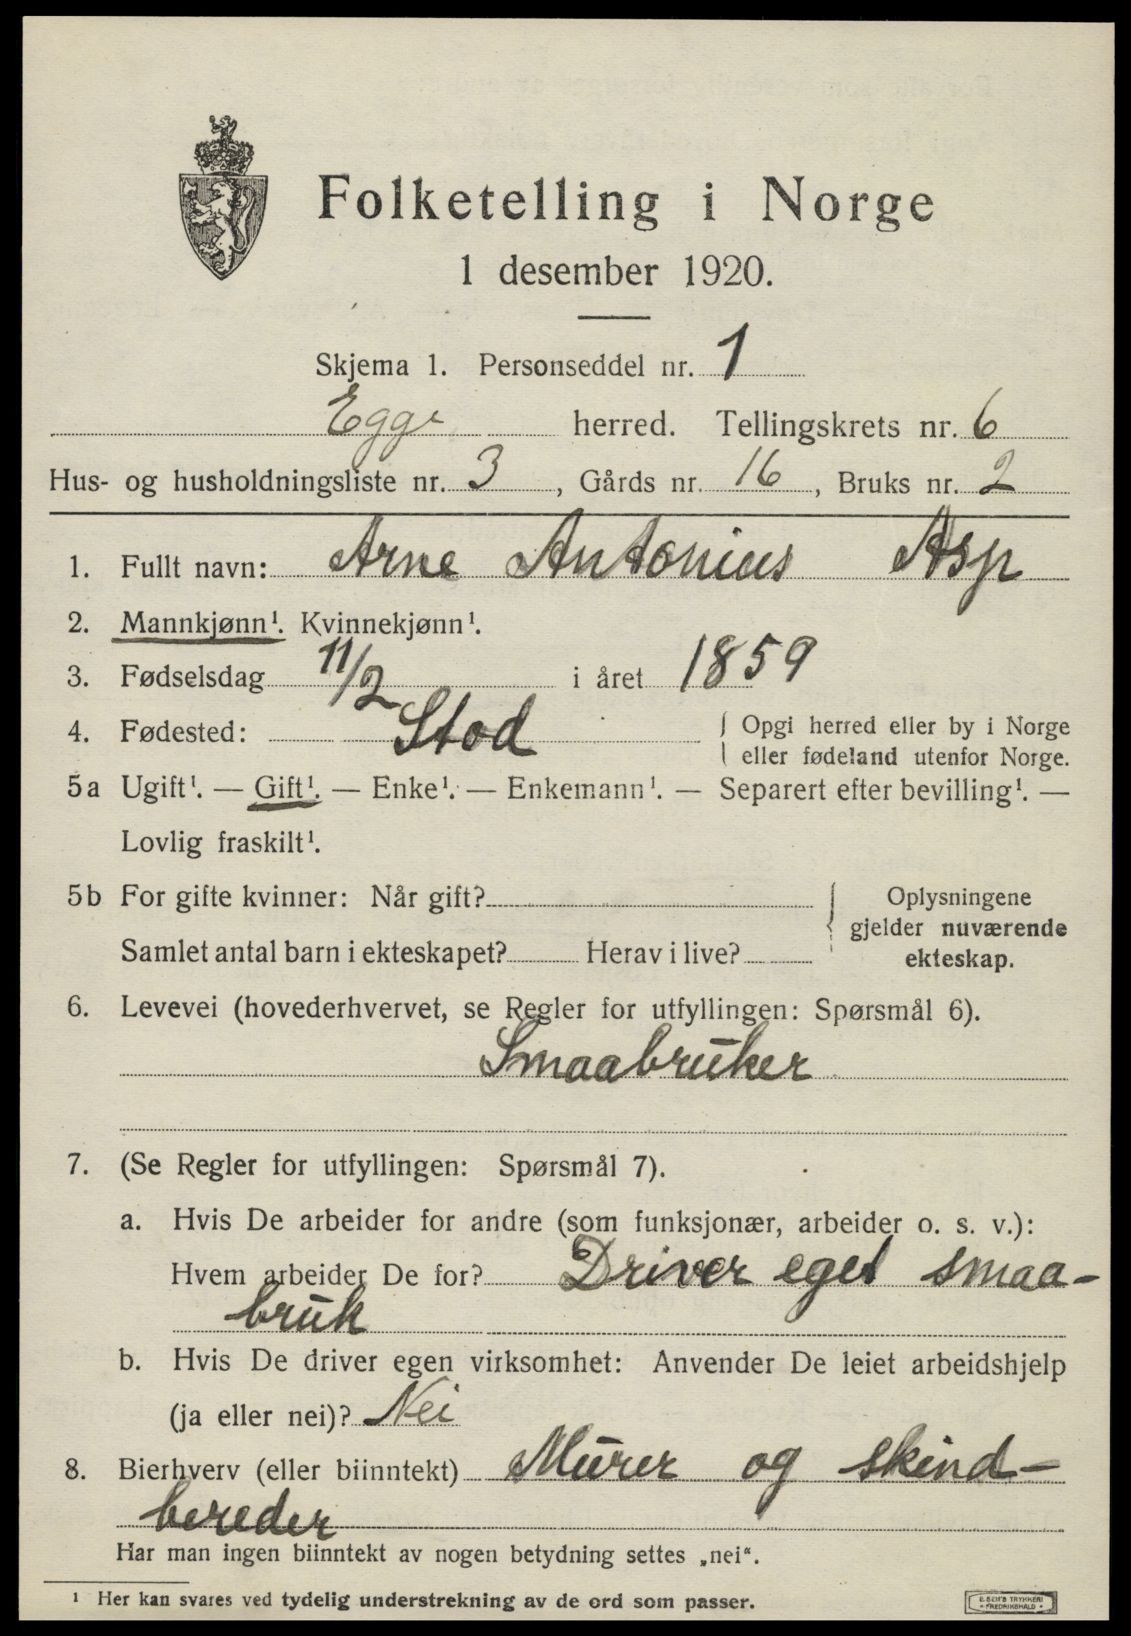 Folketelling i Norge
1 desember 1920.
Skjema 1. Personseddel nr. 1
Egge herred. Tellingskrets nr. 6
Hus- og husholdningsliste nr. 3, Gårds nr. 16, Bruks nr. 2
1. Fullt navn: Arne Antonius Asp
2. Mannkjønn¹. Kvinnekjønn¹.
3. Fødselsdag 11/2 i året 1859
4. Fødested: Stod { Opgi herred eller by i Norge
eller fødeland utenfor Norge.
5a Ugift¹. — Gift¹. — Enke¹. — Enkemann¹. — Separert efter bevilling¹. —
Lovlig fraskilt¹.
5b For gifte kvinner: Når gift? { Oplysningene
gjelder nuværende
Samlet antal barn i ekteskapet? Herav i live? ekteskap.
6. Levevei (hovederhvervet, se Regler for utfyllingen: Spørsmål 6).
Smaabruker
7. (Se Regler for utfyllingen: Spørsmål 7).
a. Hvis De arbeider for andre (som funksjonær, arbeider o. s. v.):
Hvem arbeider De for? Driver eget smaa-
bruk
b. Hvis De driver egen virksomhet: Anvender De leiet arbeidshjelp
(ja eller nei)? Nei
8. Bierhverv (eller biinntekt) Murer og skind-
bereder
Har man ingen biinntekt av nogen betydning settes „nei“.
¹ Her kan svares ved tydelig understrekning av de ord som passer.
E. SEM'S TRYKKERI
- FREDRIKSHALD -